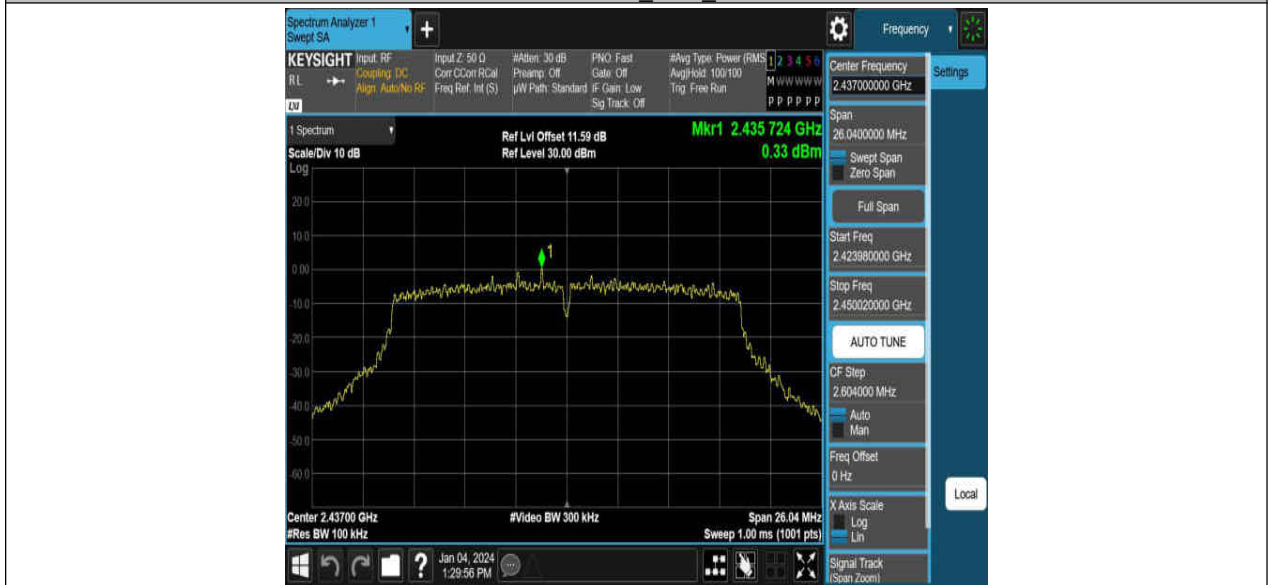 Spectrum Analyzer 1
Swept SA
+
Frequency
KEYSIGHT
RL
LXI
Input: RF
Coupling: DC
Align: Auto/No RF
Input Z: 50 Ω
Corr CCorr RCal
Freq Ref: Int (S)
#Atten: 30 dB
Preamp: Off
µW Path: Standard
PNO: Fast
Gate: Off
IF Gain: Low
Sig Track: Off
#Avg Type: Power (RMS
Avg|Hold: 100/100
Trig: Free Run
1 2 3 4 5 6
M W W W W W
P P P P P P
1 Spectrum
Scale/Div 10 dB
Ref Lvl Offset 11.59 dB
Ref Level 30.00 dBm
Mkr1 2.435 724 GHz
0.33 dBm
Log
20.0
10.0
0.00
-10.0
-20.0
-30.0
-40.0
-50.0
-60.0
1
Center 2.43700 GHz
#Res BW 100 kHz
#Video BW 300 kHz
Span 26.04 MHz
Sweep 1.00 ms (1001 pts)
Center Frequency
2.437000000 GHz
Settings
Span
26.0400000 MHz
Swept Span
Zero Span
Full Span
Start Freq
2.423980000 GHz
Stop Freq
2.450020000 GHz
AUTO TUNE
CF Step
2.604000 MHz
Auto
Man
Freq Offset
0 Hz
X Axis Scale
Log
Lin
Signal Track
(Span Zoom)
Local
?
Jan 04, 2024
1:29:56 PM